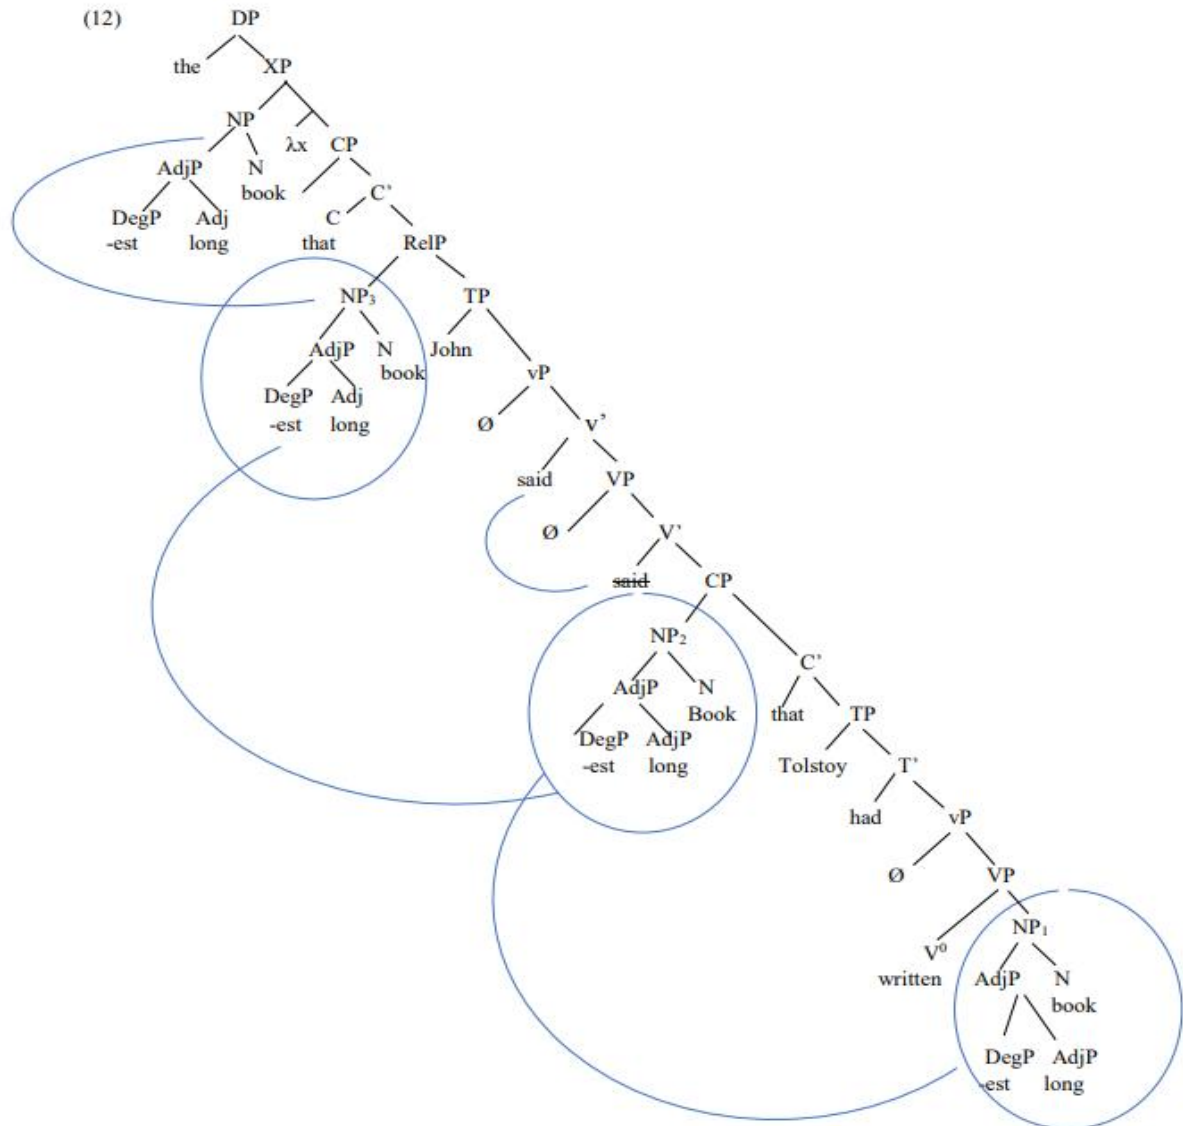 (12) DP
the XP
NP
λx CP
AdjP N
book C’
DegP Adj C
-est long that RelP
NP₃ TP
AdjP N John
book vP
DegP Adj
-est long Ø v’
said VP
Ø V’
said CP
NP₂
C’
AdjP N
Book that TP
DegP AdjP
-est long Tolstoy T’
had vP
Ø VP
NP₁
V⁰
written AdjP N
book
DegP AdjP
-est long